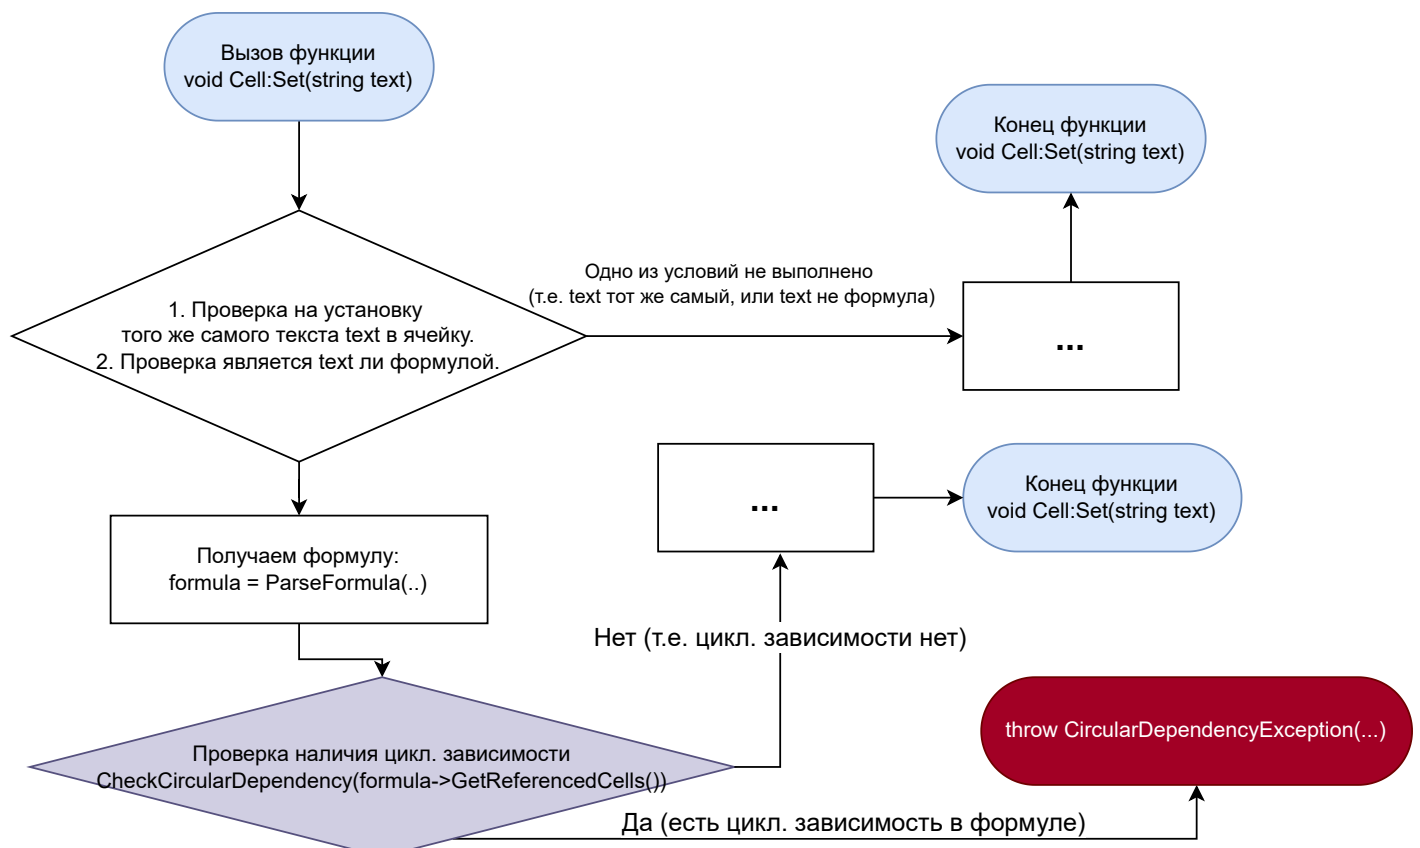 Вызов функции
void Cell:Set(string text)
Конец функции
void Cell:Set(string text)
1. Проверка на установку
того же самого текста text в ячейку.
2. Проверка является text ли формулой.
Одно из условий не выполнено
(т.е. text тот же самый, или text не формула)
...
...
Конец функции
void Cell:Set(string text)
Получаем формулу:
formula = ParseFormula(..)
Нет (т.е. цикл. зависимости нет)
throw CircularDependencyException(...)
Проверка наличия цикл. зависимости
CheckCircularDependency(formula->GetReferencedCells())
Да (есть цикл. зависимость в формуле)